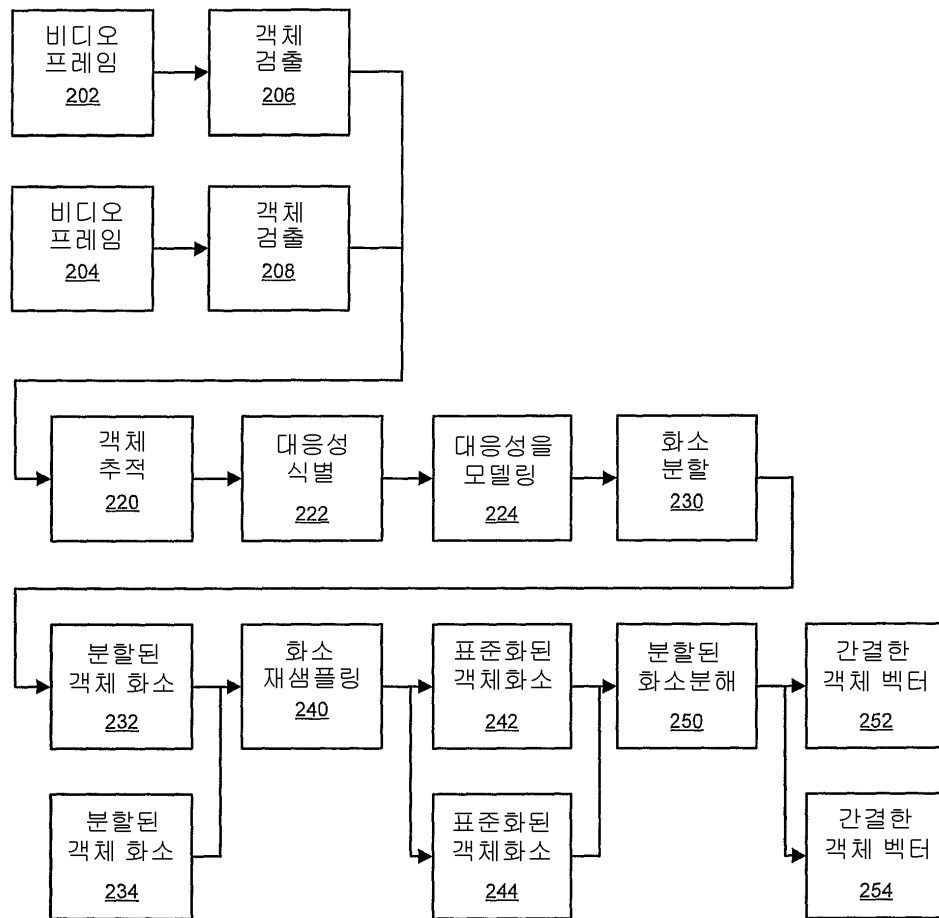 비디오
프레임
202
객체
검출
206
비디오
프레임
204
객체
검출
208
객체
추적
220
대응성
식별
222
대응성을
모델링
224
화소
분할
230
분할된
객체 화소
232
화소
재샘플링
240
표준화된
객체화소
242
분할된
화소분해
250
간결한
객체 벡터
252
분할된
객체 화소
234
표준화된
객체화소
244
간결한
객체 벡터
254